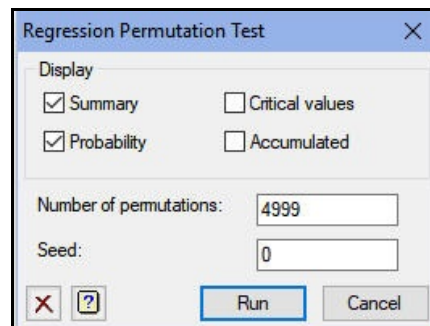 Regression Permutation Test
Display
Summary Critical values
Probability Accumulated
Number of permutations: 4999
Seed: 0
Run Cancel